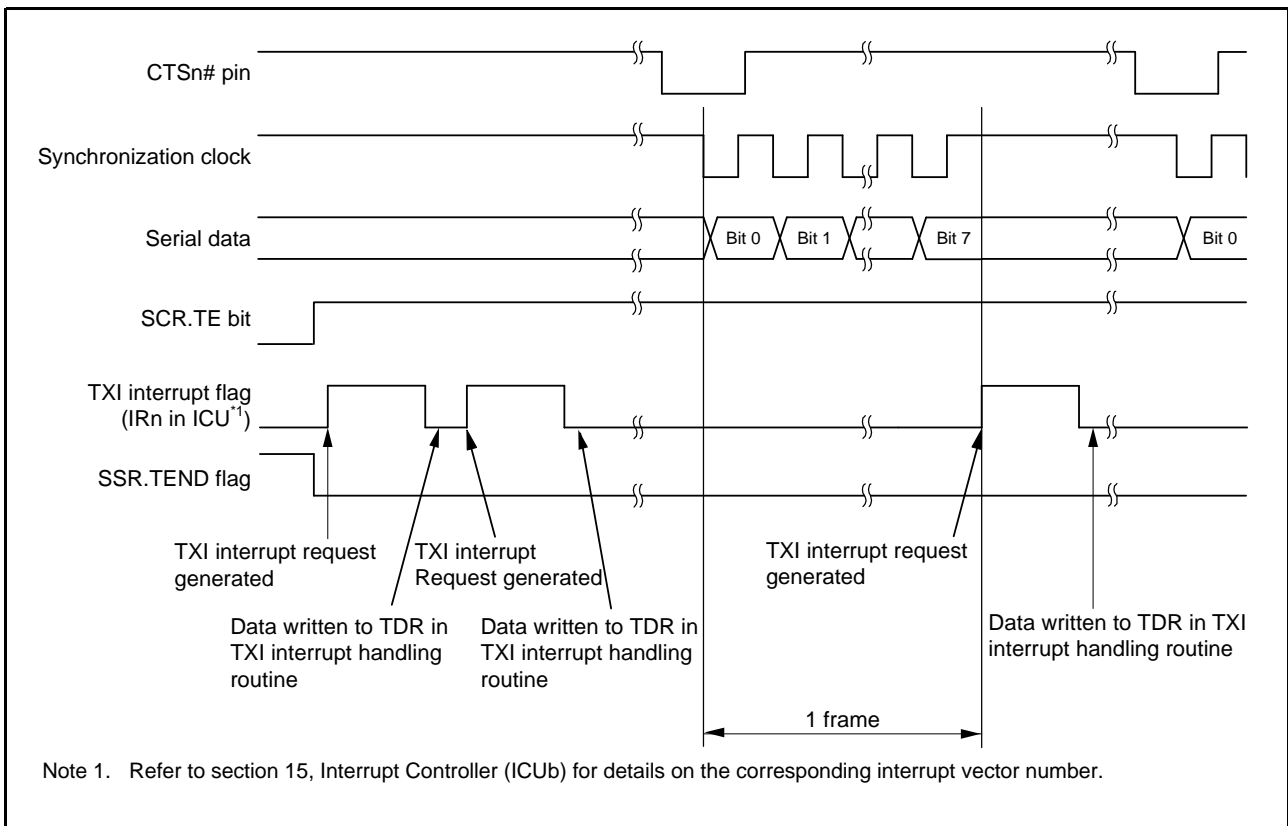 CTSn# pin
Synchronization clock
Serial data
Bit 0
Bit 1
Bit 7
Bit 0
SCR.TE bit
TXI interrupt flag
(IRn in ICU*1)
SSR.TEND flag
TXI interrupt request
generated
TXI interrupt
Request generated
TXI interrupt request
generated
Data written to TDR in
TXI interrupt handling
routine
Data written to TDR in
TXI interrupt handling
routine
Data written to TDR in TXI
interrupt handling routine
1 frame
Note 1. Refer to section 15, Interrupt Controller (ICUb) for details on the corresponding interrupt vector number.